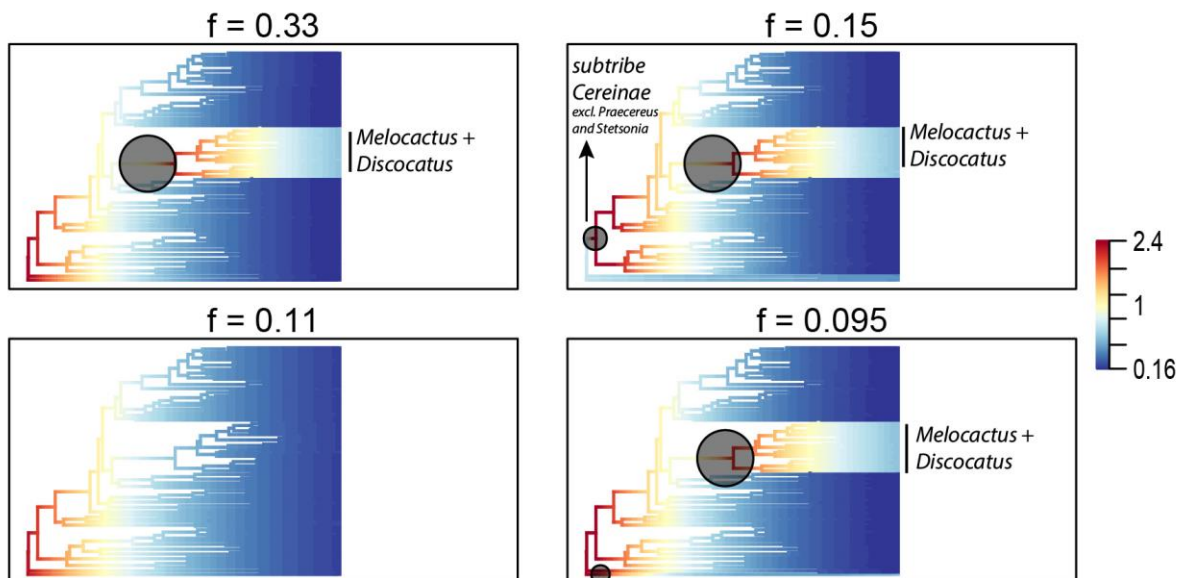 f = 0.33
f = 0.15
subtribe
Cereinae
excl. Praecereus
and Stetsonia
Melocactus +
Discocatus
Melocactus +
Discocatus
2.4
1
0.16
f = 0.11
f = 0.095
Melocactus +
Discocatus